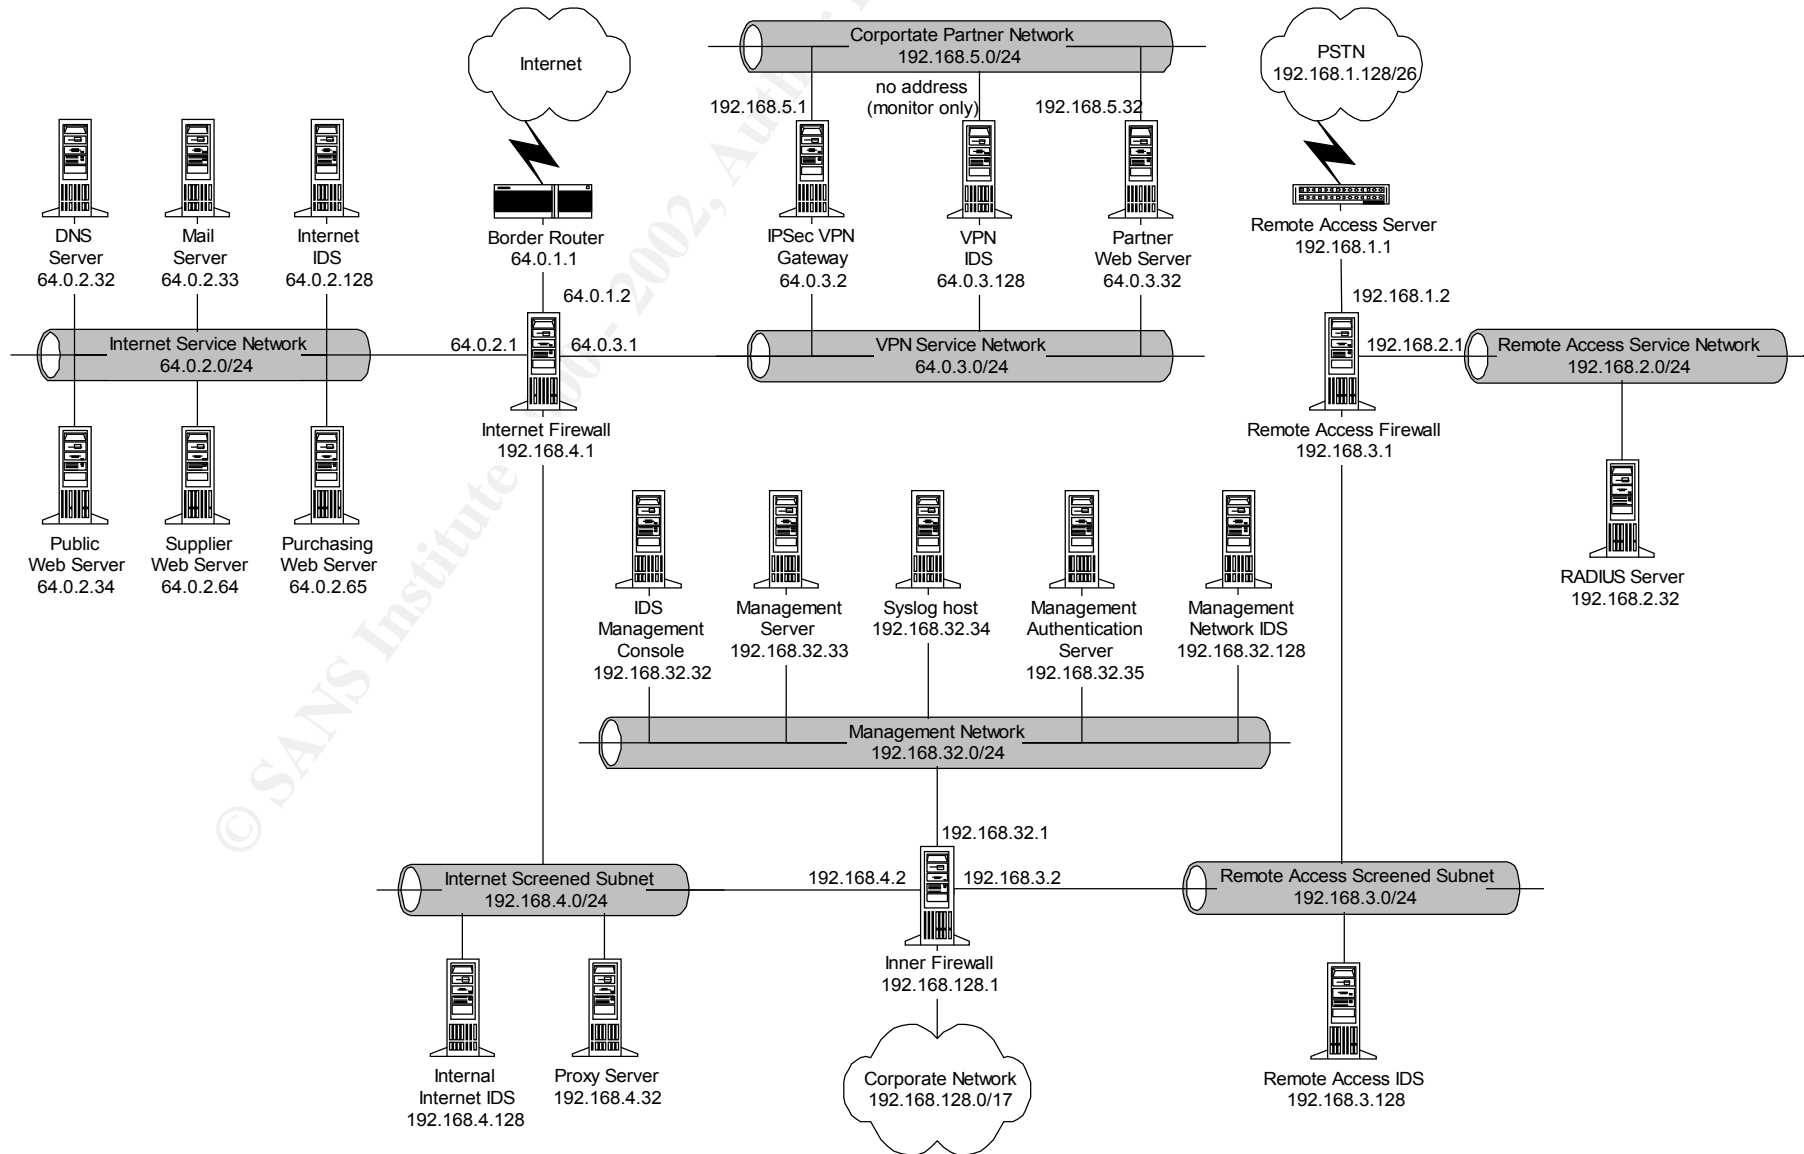 Internet
Corportate Partner Network
192.168.5.0/24
PSTN
192.168.1.128/26
no address
(monitor only)
192.168.5.1
192.168.5.32
DNS
Server
64.0.2.32
Mail
Server
64.0.2.33
Internet
IDS
64.0.2.128
Border Router
64.0.1.1
IPSec VPN
Gateway
64.0.3.2
VPN
IDS
64.0.3.128
Partner
Web Server
64.0.3.32
Remote Access Server
192.168.1.1
64.0.1.2
192.168.1.2
Internet Service Network
64.0.2.0/24
64.0.2.1
64.0.3.1
VPN Service Network
64.0.3.0/24
192.168.2.1
Remote Access Service Network
192.168.2.0/24
Internet Firewall
192.168.4.1
Remote Access Firewall
192.168.3.1
Public
Web Server
64.0.2.34
Supplier
Web Server
64.0.2.64
Purchasing
Web Server
64.0.2.65
RADIUS Server
192.168.2.32
IDS
Management
Console
192.168.32.32
Management
Server
192.168.32.33
Syslog host
192.168.32.34
Management
Authentication
Server
192.168.32.35
Management
Network IDS
192.168.32.128
Management Network
192.168.32.0/24
192.168.32.1
Internet Screened Subnet
192.168.4.0/24
192.168.4.2
192.168.3.2
Remote Access Screened Subnet
192.168.3.0/24
Inner Firewall
192.168.128.1
Internal
Internet IDS
192.168.4.128
Proxy Server
192.168.4.32
Corporate Network
192.168.128.0/17
Remote Access IDS
192.168.3.128
© SANS Institute - 2002,